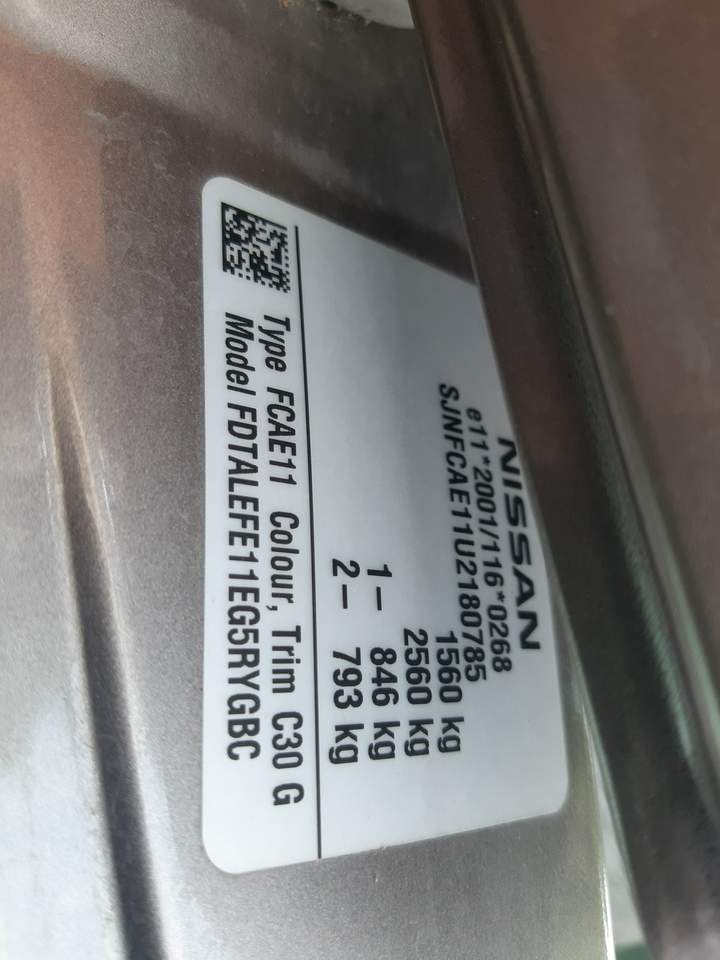 NISSAN
e11*2001/116*0268
SJNFCAE11U2180785
1560 kg
2560 kg
1– 846 kg
2– 793 kg
Type FCAE11 Colour, Trim C30 G
Model FDTALEFE11EG5RYGBC